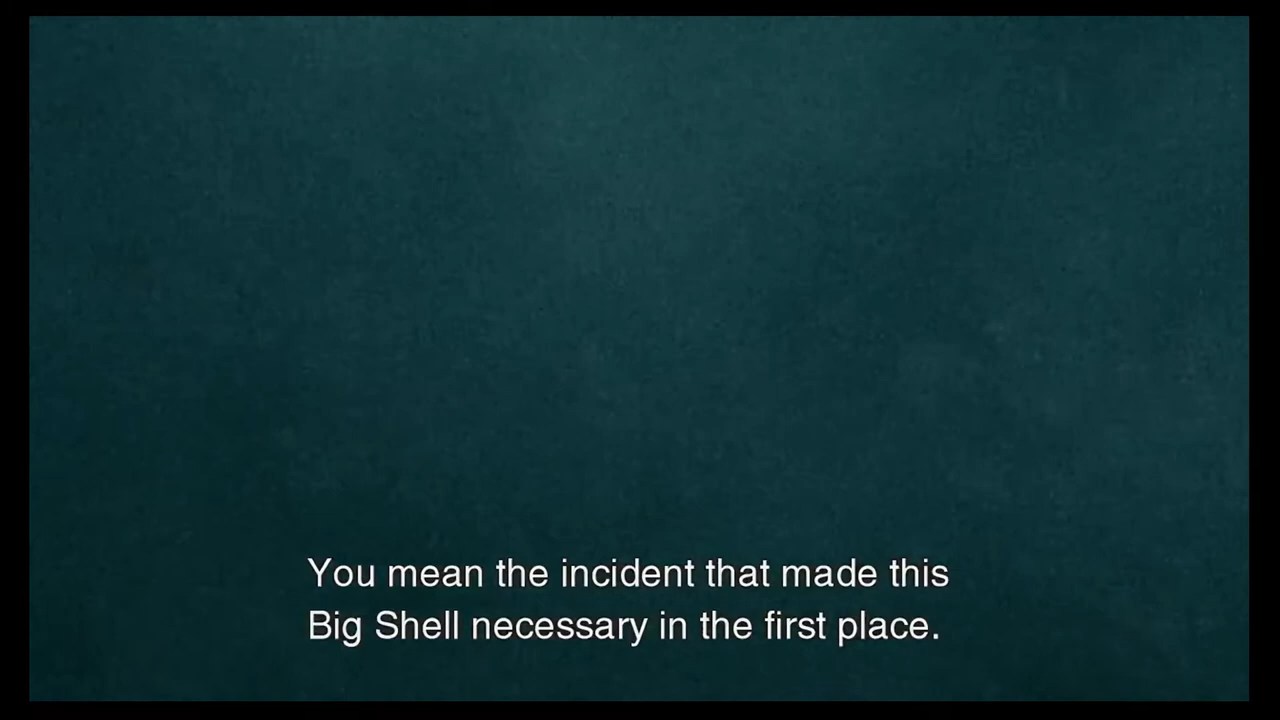 You mean the incident that made this
Big Shell necessary in the first place.